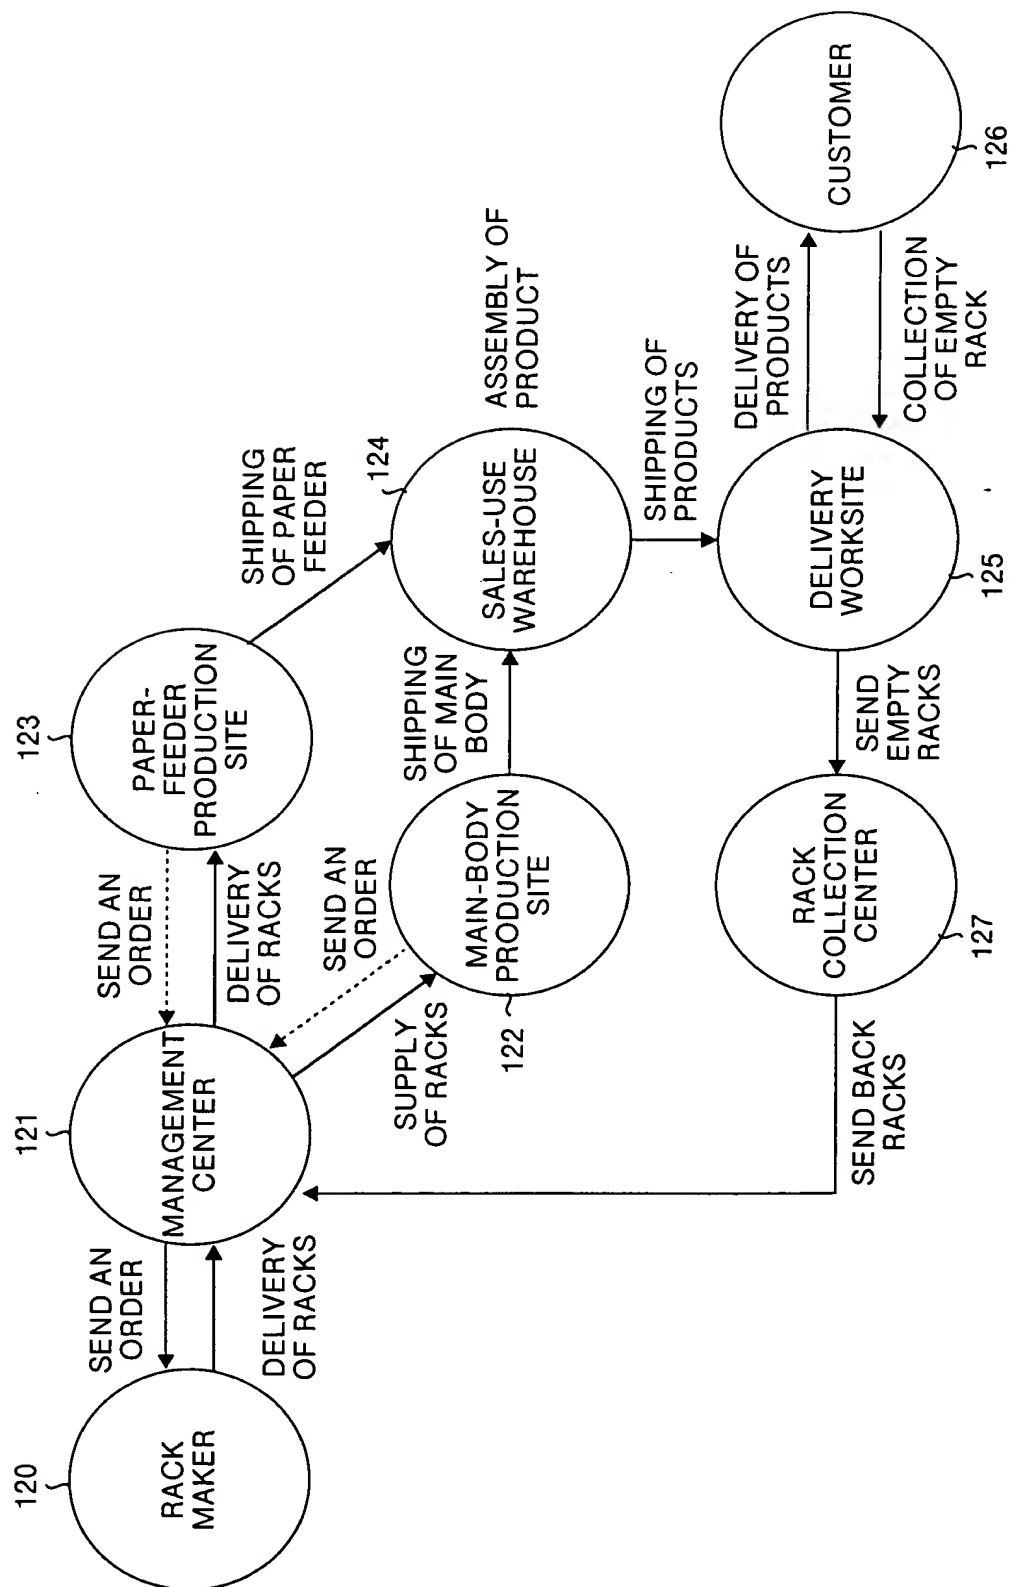 120
RACK
MAKER
SEND AN
ORDER
DELIVERY
OF RACKS
121
MANAGEMENT
CENTER
SEND AN
ORDER
DELIVERY
OF RACKS
123
PAPER-
FEEDER
PRODUCTION
SITE
SHIPPING
OF PAPER
FEEDER
SEND AN
ORDER
SUPPLY
OF RACKS
122
MAIN-BODY
PRODUCTION
SITE
SHIPPING
OF MAIN
BODY
124
SALES-USE
WAREHOUSE
ASSEMBLY OF
PRODUCT
SHIPPING OF
PRODUCTS
SEND BACK
RACKS
127
RACK
COLLECTION
CENTER
SEND
EMPTY
RACKS
125
DELIVERY
WORKSITE
DELIVERY OF
PRODUCTS
COLLECTION
OF EMPTY
RACK
126
CUSTOMER